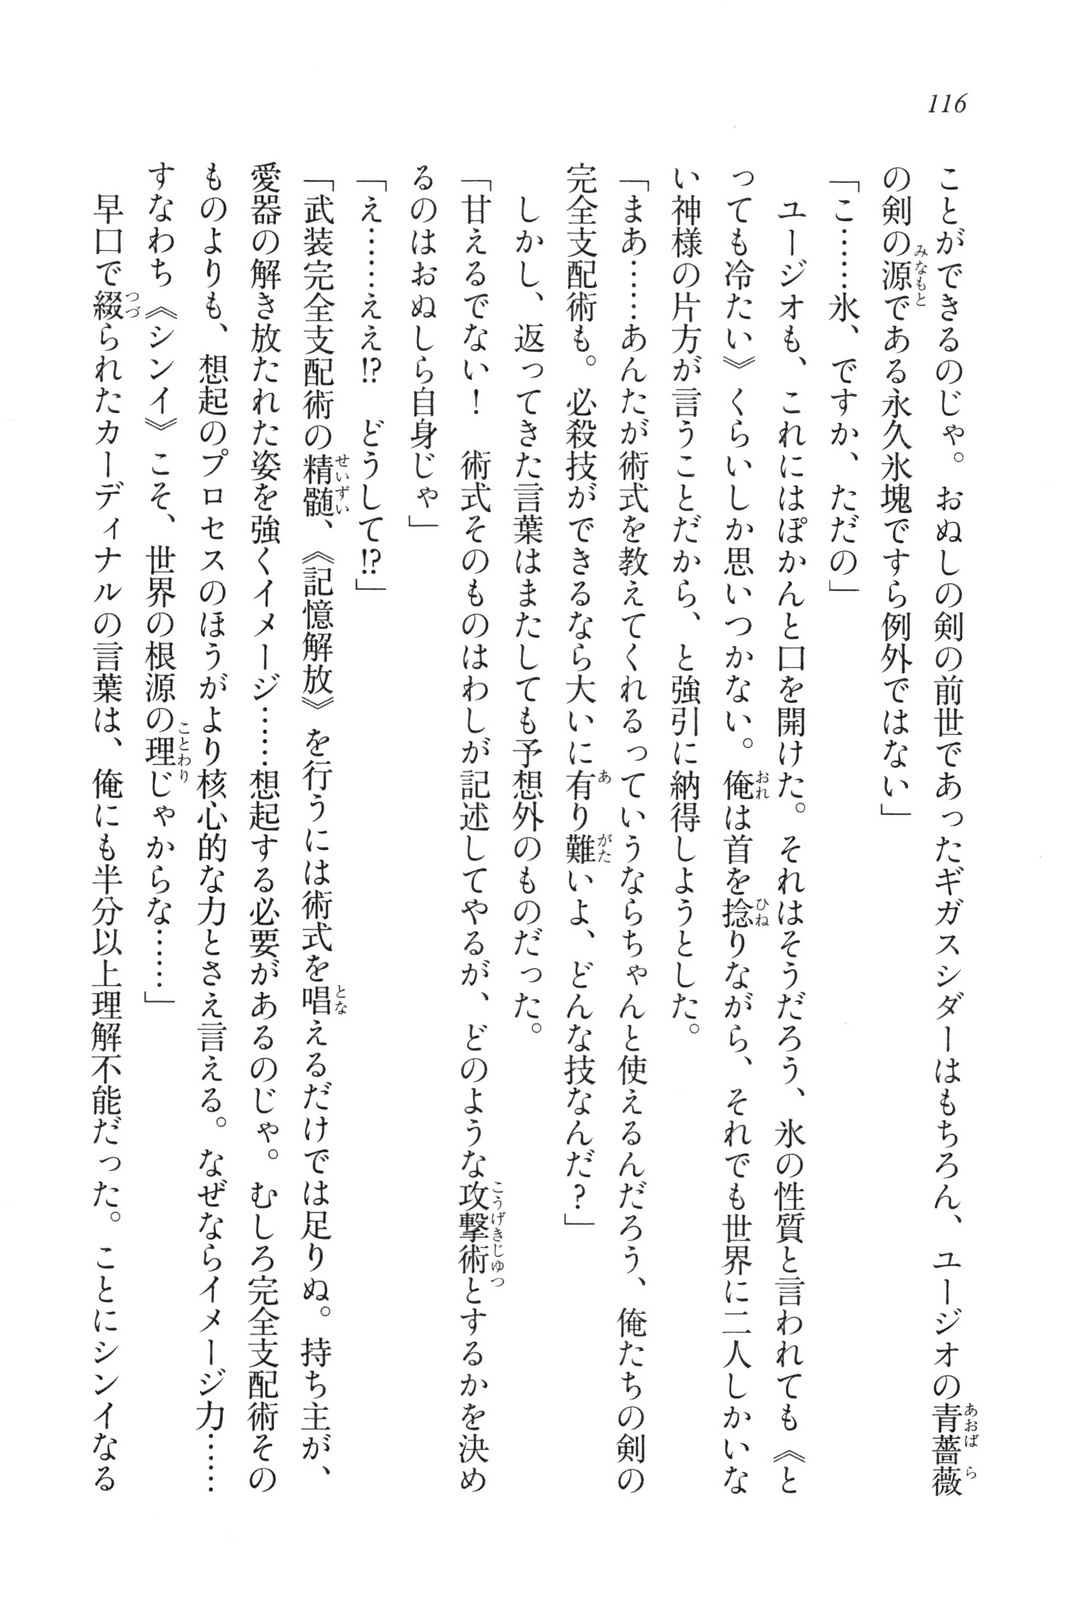 116
ことができるのじゃ。おぬしの剣の前世であったギガスシダーはもちろん、ユージオの青薔薇
の剣の源である永久氷塊ですら例外ではない」
「こ……氷、ですか、ただの」
　ユージオも、これにはぽかんと口を開けた。それはそうだろう、氷の性質と言われても《と
っても冷たい》くらいしか思いつかない。俺は首を捻りながら、それでも世界に二人しかいな
い神様の片方が言うことだから、と強引に納得しようとした。
「まあ……あんたが術式を教えてくれるっていうならちゃんと使えるんだろう、俺たちの剣の
完全支配術も。必殺技ができるなら大いに有り難いよ、どんな技なんだ？」
　しかし、返ってきた言葉はまたしても予想外のものだった。
「甘えるでない！　術式そのものはわしが記述してやるが、どのような攻撃術とするかを決め
るのはおぬしら自身じゃ」
「え……ええ!?　どうして!?」
「武装完全支配術の精髄、《記憶解放》を行うには術式を唱えるだけでは足りぬ。持ち主が、
愛器の解き放たれた姿を強くイメージ……想起する必要があるのじゃ。むしろ完全支配術その
ものよりも、想起のプロセスのほうがより核心的な力とさえ言える。なぜならイメージ力……
すなわち《シンイ》こそ、世界の根源の理じゃからな……」
　早口で綴られたカーディナルの言葉は、俺にも半分以上理解不能だった。ことにシンイなる